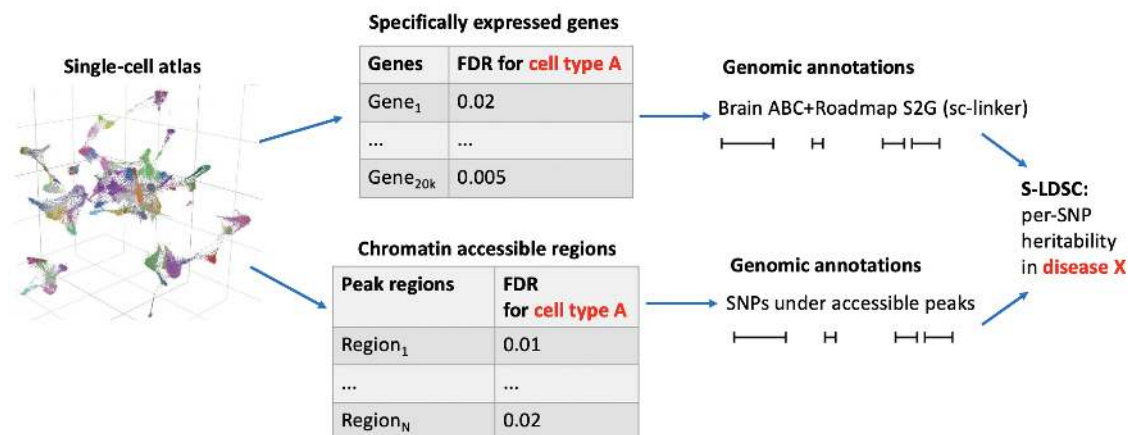 Single-cell atlas
Specifically expressed genes
Genes FDR for cell type A
Gene1 0.02
... ...
Gene20k 0.005
Genomic annotations
Brain ABC+Roadmap S2G (sc-linker)
Chromatin accessible regions
Peak regions FDR
for cell type A
Region1 0.01
... ...
RegionN 0.02
Genomic annotations
SNPs under accessible peaks
S-LDSC:
per-SNP
heritability
in disease X